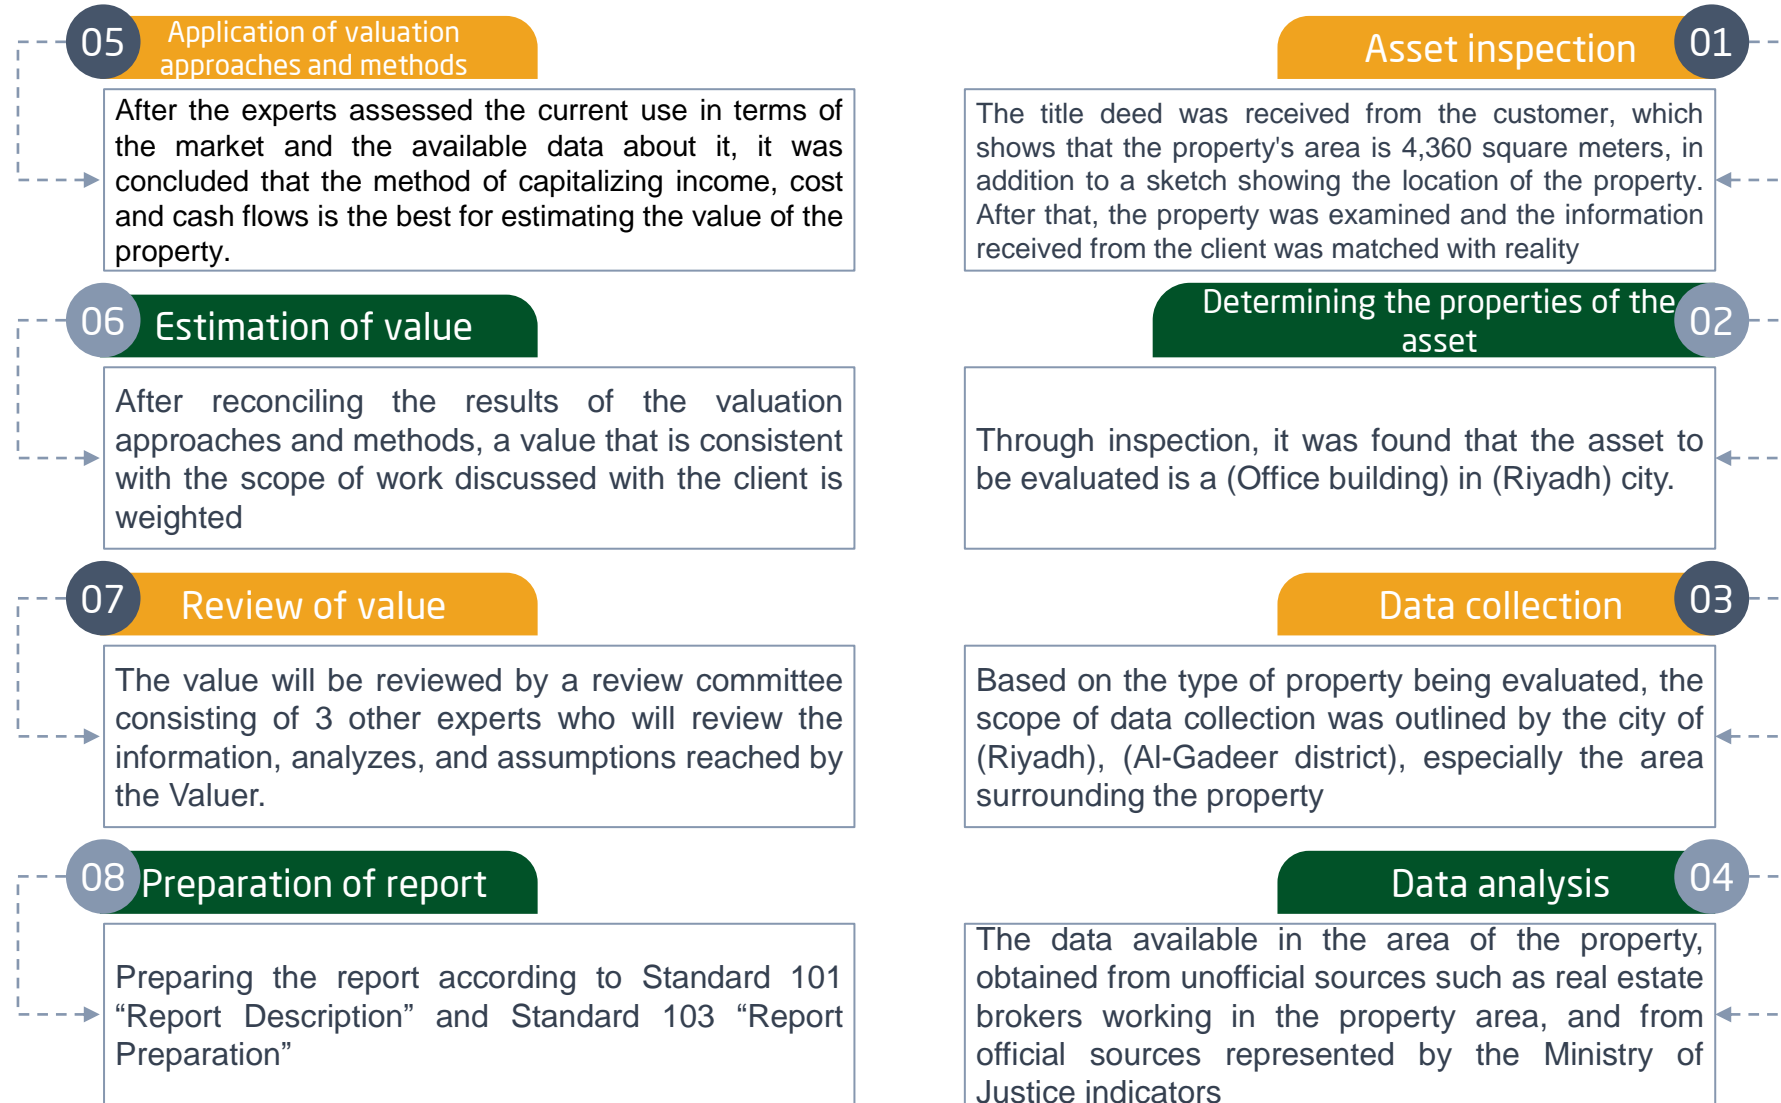 01
Asset inspection
The title deed was received from the customer, which
shows that the property's area is 4,360 square meters, in
addition to a sketch showing the location of the property.
After that, the property was examined and the information
received from the client was matched with reality
02
Determining the properties of the
asset
Through inspection, it was found that the asset to
be evaluated is a (Office building) in (Riyadh) city.
03
Data collection
Based on the type of property being evaluated, the
scope of data collection was outlined by the city of
(Riyadh), (Al-Gadeer district), especially the area
surrounding the property
04
Data analysis
The data available in the area of the property,
obtained from unofficial sources such as real estate
brokers working in the property area, and from
official sources represented by the Ministry of
Justice indicators
05
Application of valuation
approaches and methods
After the experts assessed the current use in terms of
the market and the available data about it, it was
concluded that the method of capitalizing income, cost
and cash flows is the best for estimating the value of the
property.
06
Estimation of value
After reconciling the results of the valuation
approaches and methods, a value that is consistent
with the scope of work discussed with the client is
weighted
07
Review of value
The value will be reviewed by a review committee
consisting of 3 other experts who will review the
information, analyzes, and assumptions reached by
the Valuer.
08
Preparation of report
Preparing the report according to Standard 101
“Report Description” and Standard 103 “Report
Preparation”